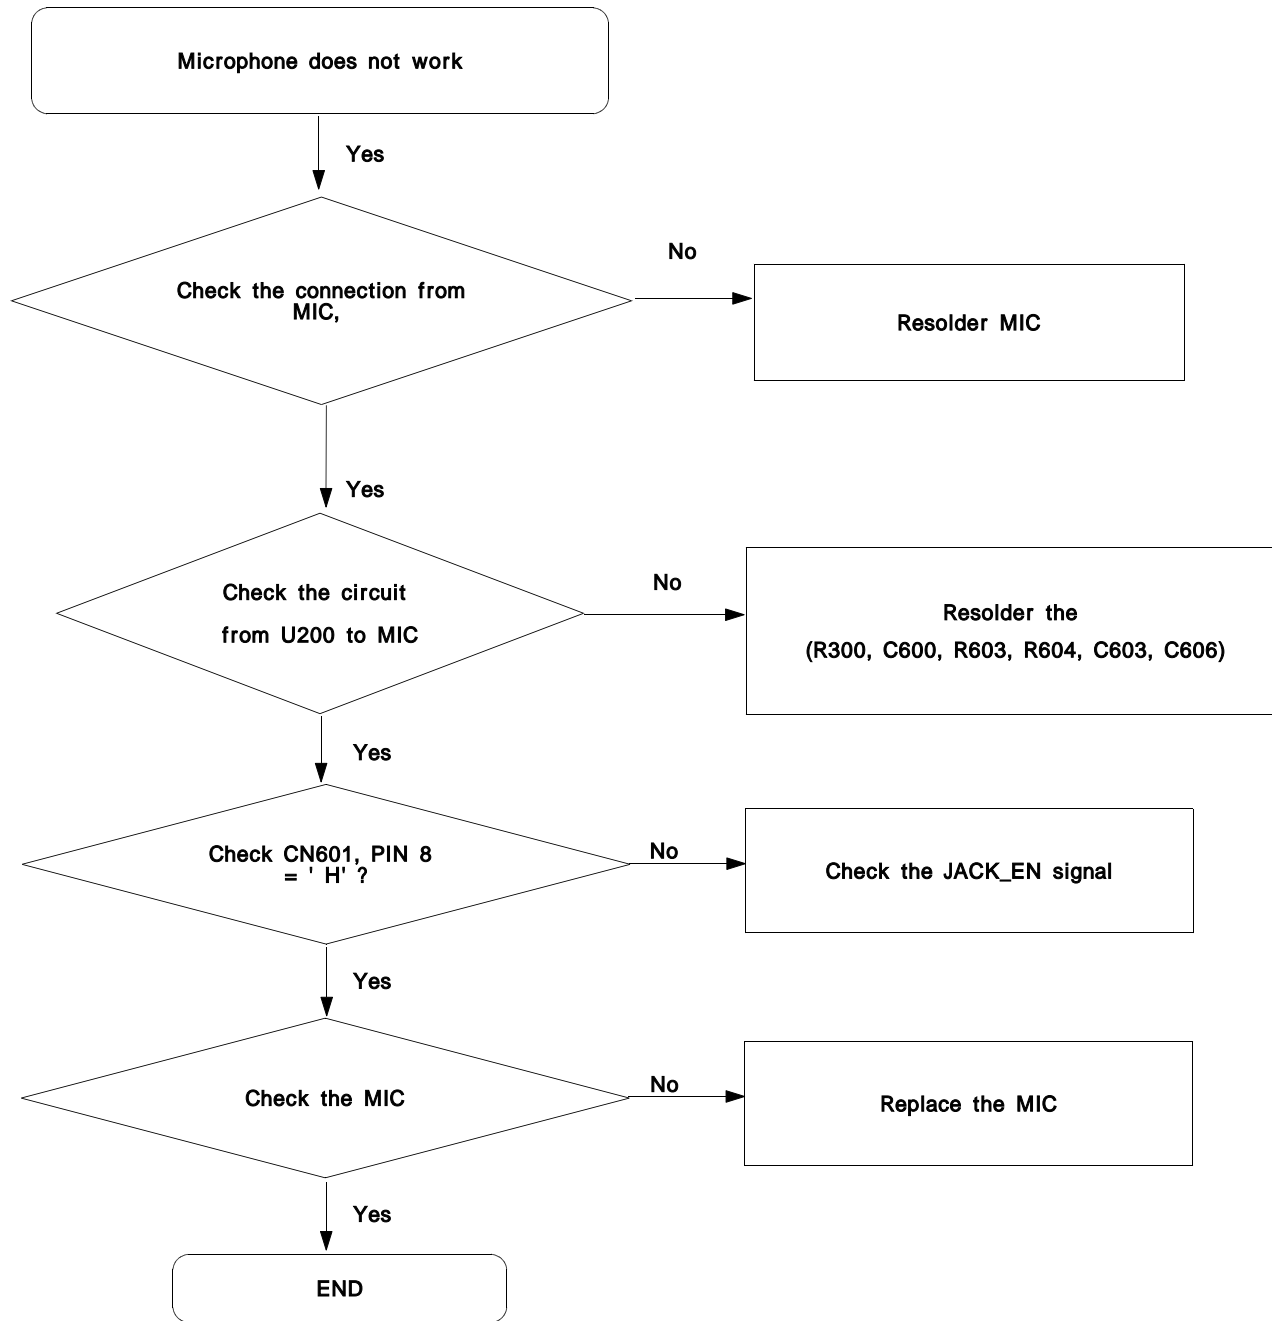 Microphone does not work
Yes
Check the connection from
MIC,
No
Resolder MIC
Yes
Check the circuit
from U200 to MIC
No
Resolder the
(R300, C600, R603, R604, C603, C606)
Yes
Check CN601, PIN 8
= ' H' ?
No
Check the JACK_EN signal
Yes
Check the MIC
No
Replace the MIC
Yes
END